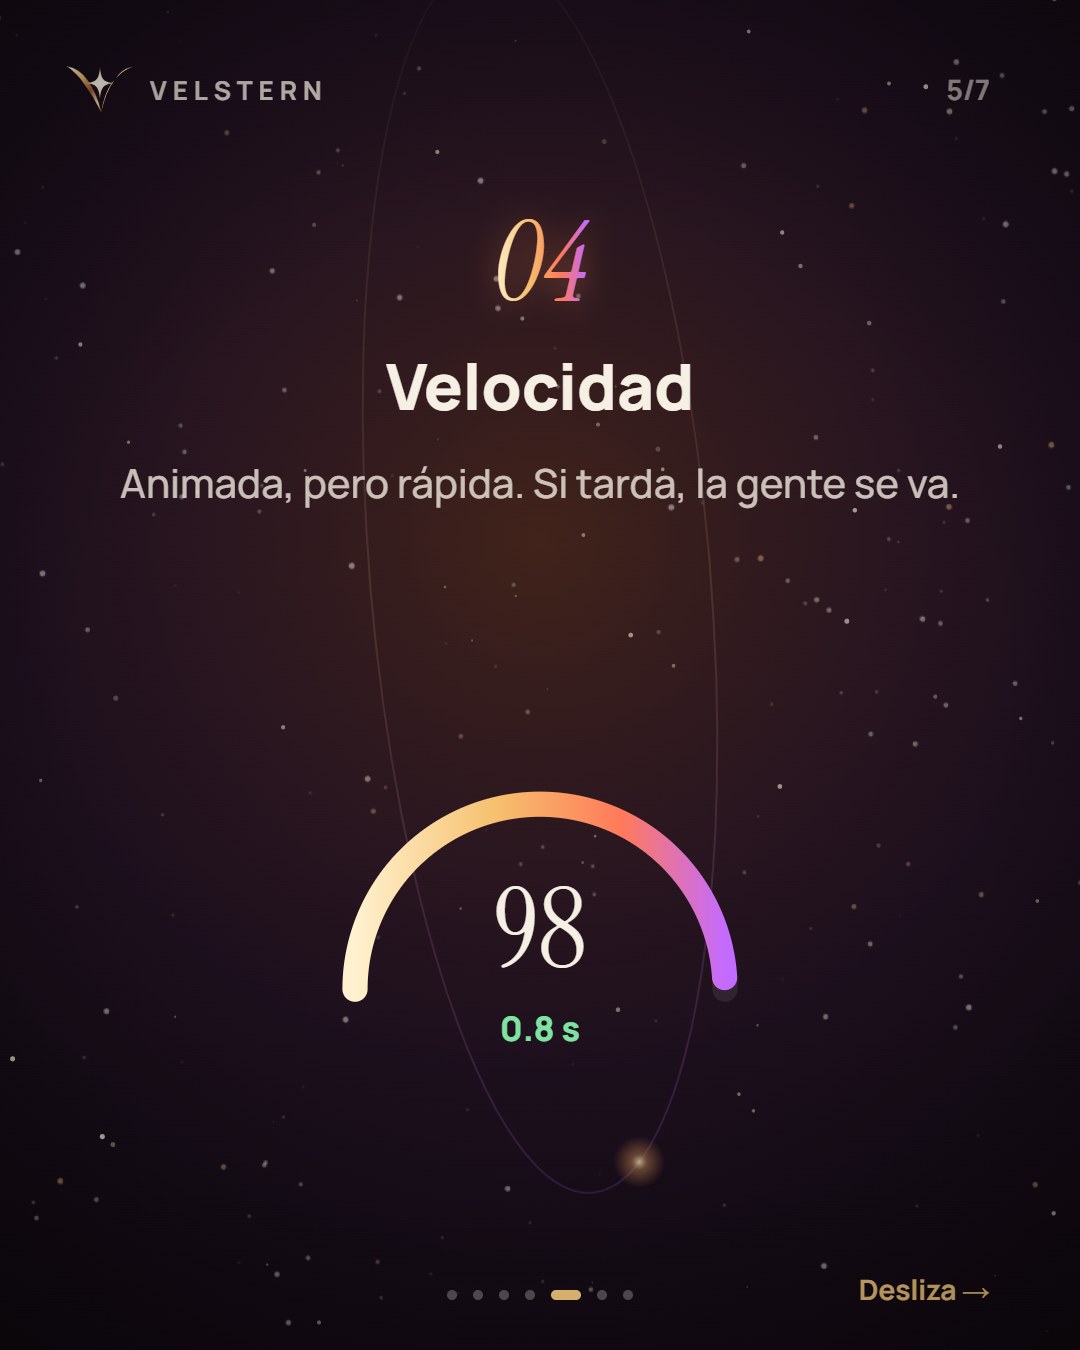 VELSTERN
5/7
04
Velocidad
Animada, pero rápida. Si tarda, la gente se va.
98
0.8 s
Desliza →